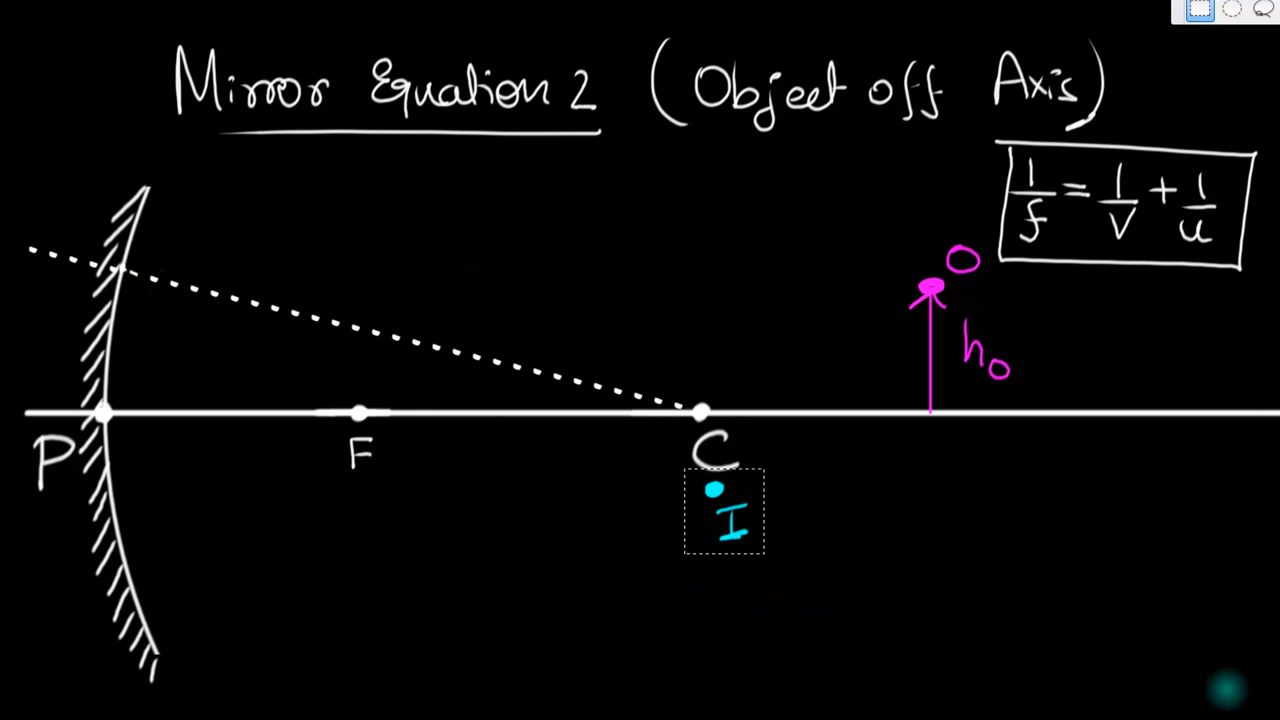 Mirror Equation 2 (Object off Axis)
1/f = 1/v + 1/u
O
h₀
P
F
C
I